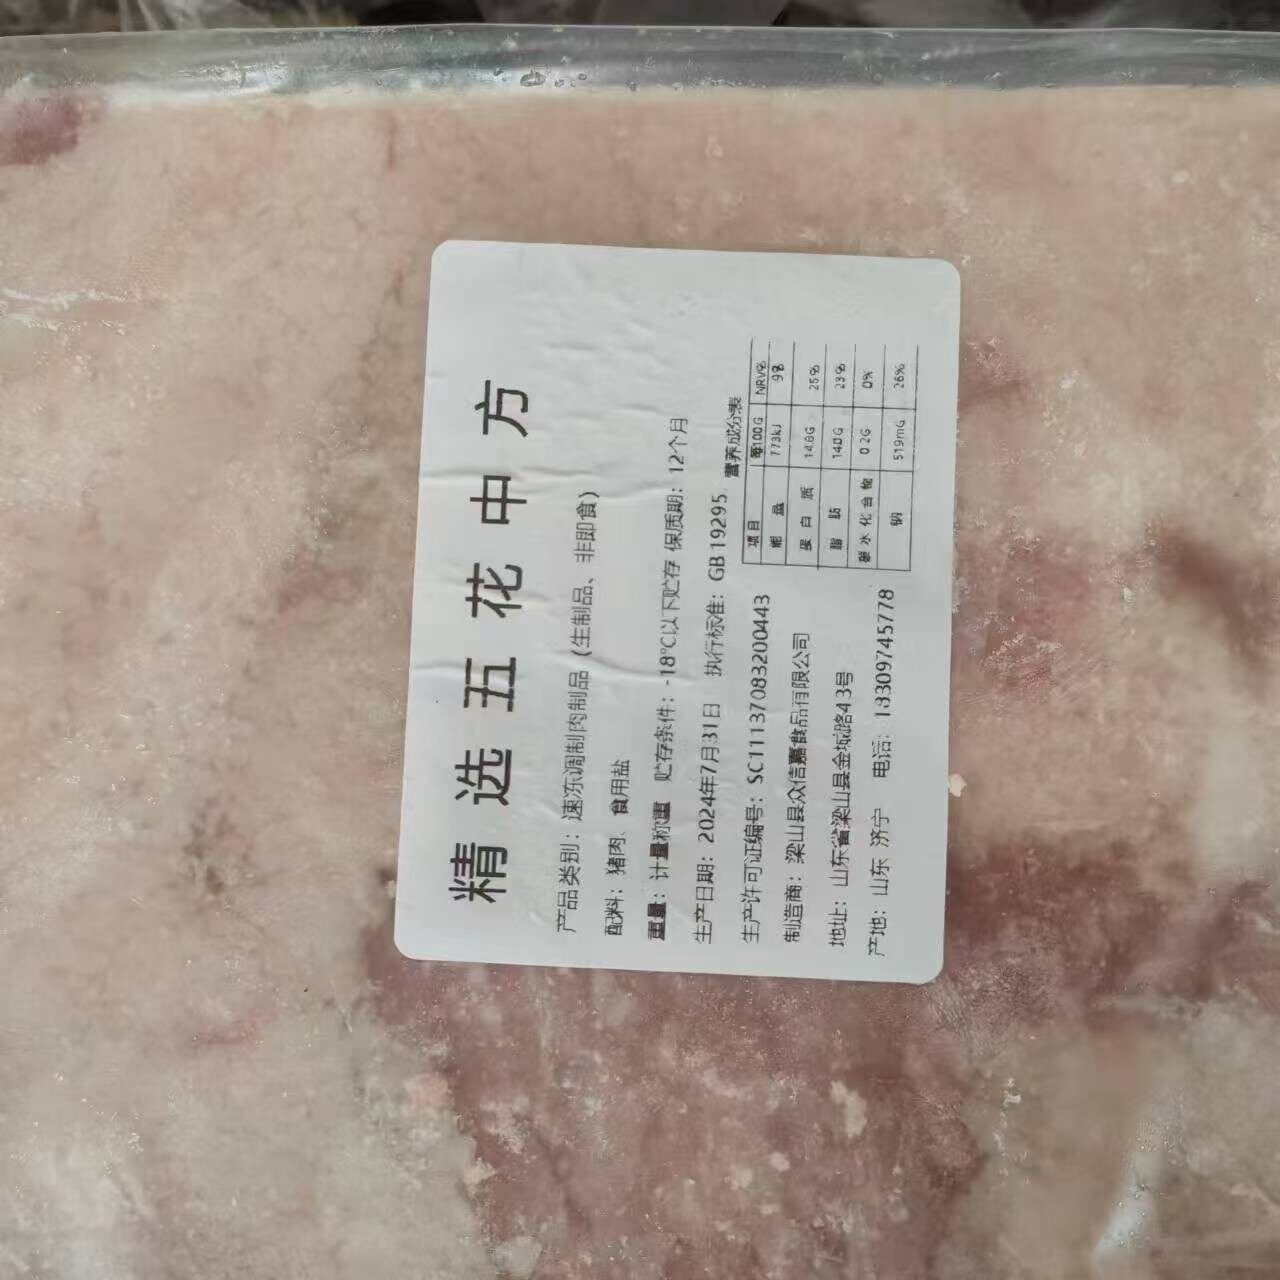 精选五花中方
产品类别：速冻调制肉制品（生制品、非即食）
配料：猪肉、食用盐
重量：计量称重 贮存条件：-18℃以下贮存 保质期：12个月
生产日期：2024年7月31日 执行标准：GB 19295
生产许可证编号：SC11137083200443
制造商：梁山县众信嘉食品有限公司
地址：山东省梁山县金城路43号
产地：山东 济宁 电话：18309745778
营养成分表
项目 每100G NRV%
能量 773kJ 9%
蛋白质 14.8G 25%
脂肪 14.0G 23%
碳水化合物 0.2G 0%
钠 519mG 26%